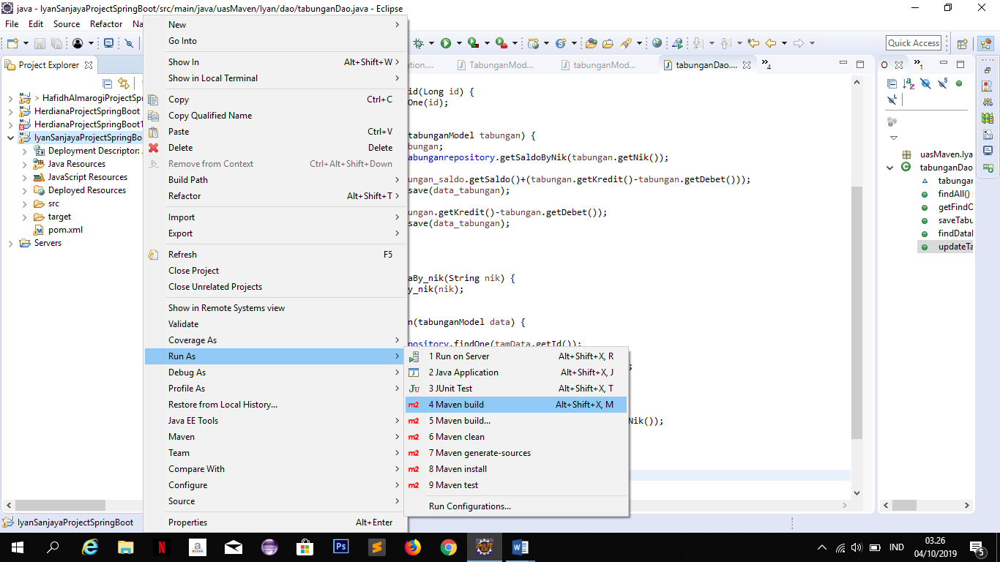 java - IyanSanjayaProjectSpringBoot/src/main/java/uasMaven/Iyan/dao/tabunganDao.java - Eclipse
File Edit Source Refactor Na
Quick Access
Project Explorer
> HafidhAlmarogiProjectSpr
HerdianaProjectSpringBoot
HerdianaProjectSpringBoot1
IyanSanjayaProjectSpringBoo
Deployment Descriptor:
Java Resources
JavaScript Resources
Deployed Resources
src
target
pom.xml
Servers
New
Go Into
Show In Alt+Shift+W >
Show in Local Terminal
Copy Ctrl+C
Copy Qualified Name
Paste Ctrl+V
Delete Delete
Remove from Context Ctrl+Alt+Shift+Down
Build Path
Refactor Alt+Shift+T >
Import
Export
Refresh F5
Close Project
Close Unrelated Projects
Show in Remote Systems view
Validate
Coverage As
Run As
Debug As
Profile As
Restore from Local History...
Java EE Tools
Maven
Team
Compare With
Configure
Source
Properties Alt+Enter
1 Run on Server Alt+Shift+X, R
2 Java Application Alt+Shift+X, J
3 JUnit Test Alt+Shift+X, T
4 Maven build Alt+Shift+X, M
5 Maven build...
6 Maven clean
7 Maven generate-sources
8 Maven install
9 Maven test
Run Configurations...
ation.... TabunganMod... tabunganMod... tabunganDao.... »4
id(Long id) {
One(id);
tabunganModel tabungan) {
bungan;
abunganrepository.getSaldoByNik(tabungan.getNik());
ungan_saldo.getSaldo()+(tabungan.getKredit()-tabungan.getDebet()));
save(data_tabungan);
ungan.getKredit()-tabungan.getDebet());
save(data_tabungan);
aBy_nik(String nik) {
y_nik(nik);
n(tabunganModel data) {
pository.findOne(tamData.getId());
;
Nik());
O »1
uasMaven.Iya
tabunganDao
tabungan
findAll()
getFindO
saveTabu
findDataI
updateTa
IyanSanjayaProjectSpringBoot
IND
03.26
04/10/2019
5